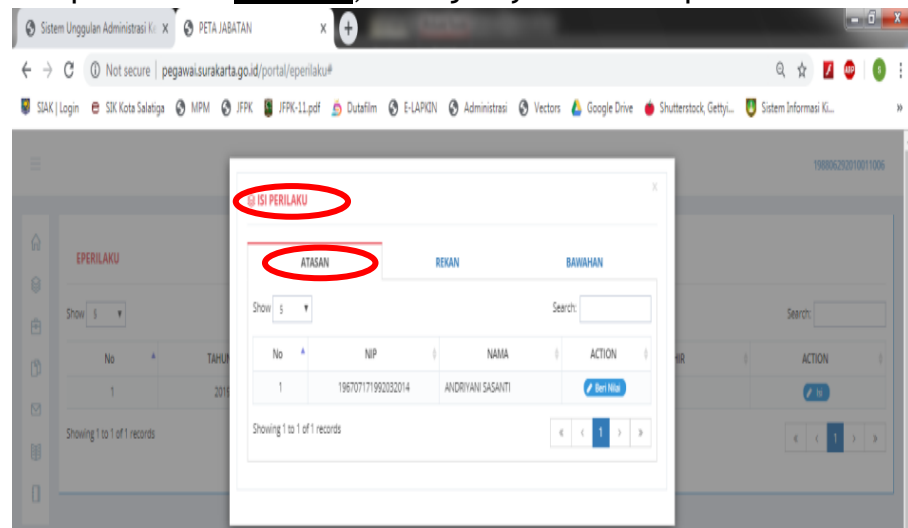 Sistem Unggulan Administrasi K X PETA JABATAN X +
Not secure | pegawai.surakarta.go.id/portal/eperilaku#
SIAK | Login SIK Kota Salatiga MPM JFPK JFPK-11.pdf Dutafilm E-LAPKIN Administrasi Vectors Google Drive Shutterstock, Gettyi... Sistem Informasi Ki... »
198806292010011006
ISI PERILAKU x
EPERILAKU
ATASAN REKAN BAWAHAN
Show 5 Search:
Show 5 Search:
No TAHUN
No NIP NAMA ACTION
ACTION
1 201
1 196707171992032014 ANDRIYANI SASANTI Beri Nilai
Isi
Showing 1 to 1 of 1 records
« ‹ 1 › »
Showing 1 to 1 of 1 records
« ‹ 1 › »